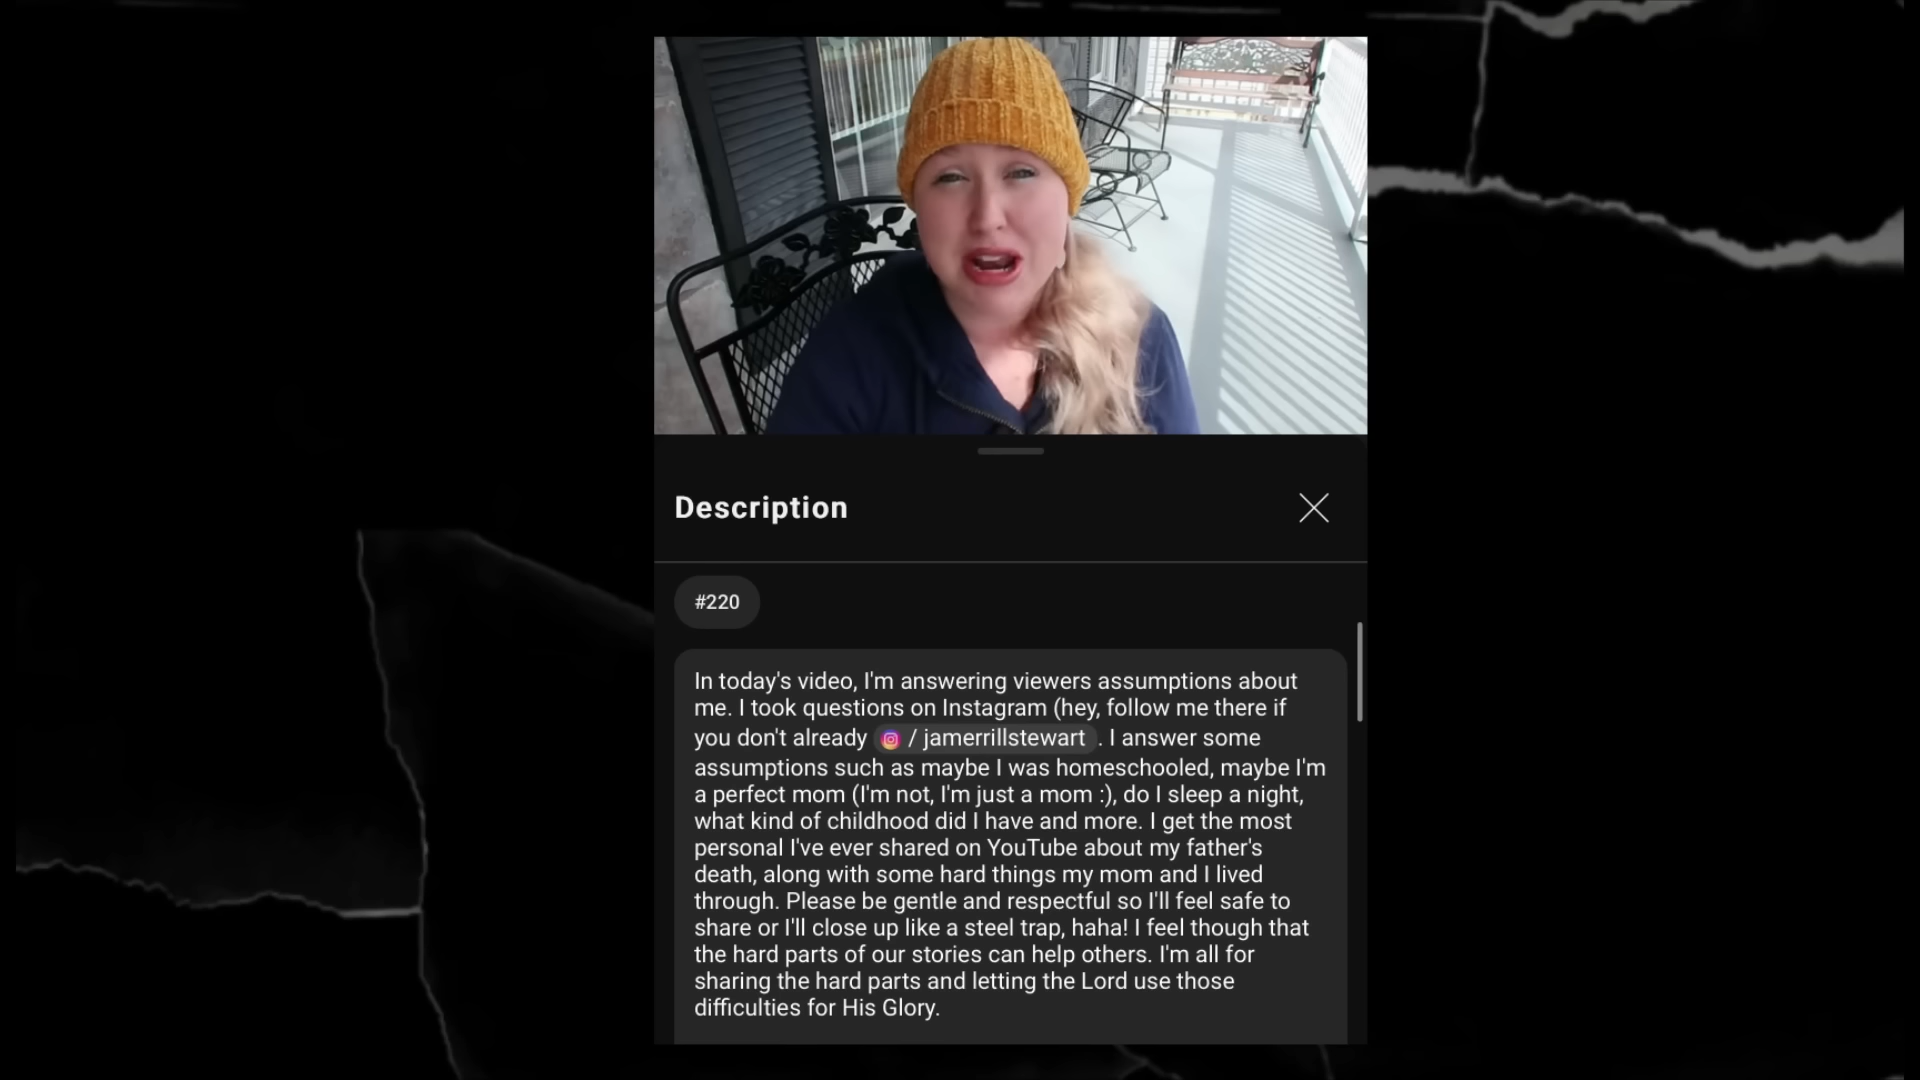 Description
#220
In today's video, I'm answering viewers assumptions about
me. I took questions on Instagram (hey, follow me there if
you don't already / jamerrillstewart . I answer some
assumptions such as maybe I was homeschooled, maybe I'm
a perfect mom (I'm not, I'm just a mom :), do I sleep a night,
what kind of childhood did I have and more. I get the most
personal I've ever shared on YouTube about my father's
death, along with some hard things my mom and I lived
through. Please be gentle and respectful so I'll feel safe to
share or I'll close up like a steel trap, haha! I feel though that
the hard parts of our stories can help others. I'm all for
sharing the hard parts and letting the Lord use those
difficulties for His Glory.